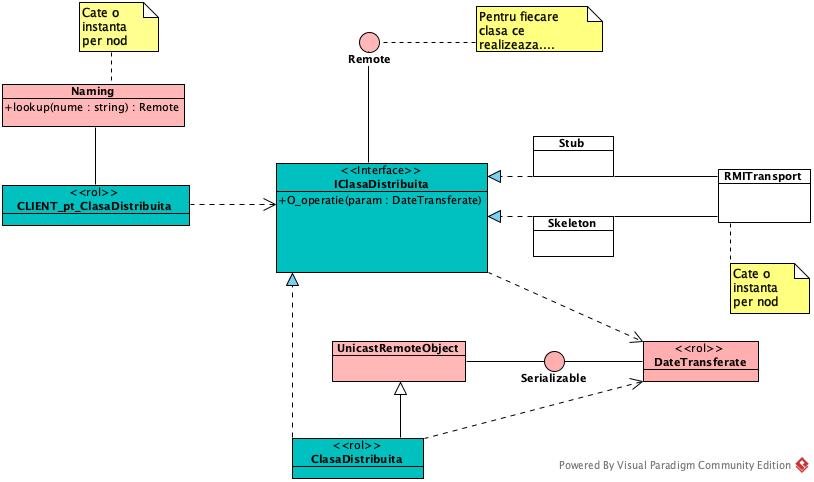 Cate o
instanta
per nod
Pentru fiecare
clasa ce
realizeaza....
Remote
Naming
+lookup(nume : string) : Remote
<<rol>>
CLIENT_pt_ClasaDistribuita
<<Interface>>
IClasaDistribuita
+O_operatie(param : DateTransferate)
Stub
RMITransport
Skeleton
Cate o
instanta
per nod
UnicastRemoteObject
Serializable
<<rol>>
DateTransferate
<<rol>>
ClasaDistribuita
Powered By Visual Paradigm Community Edition